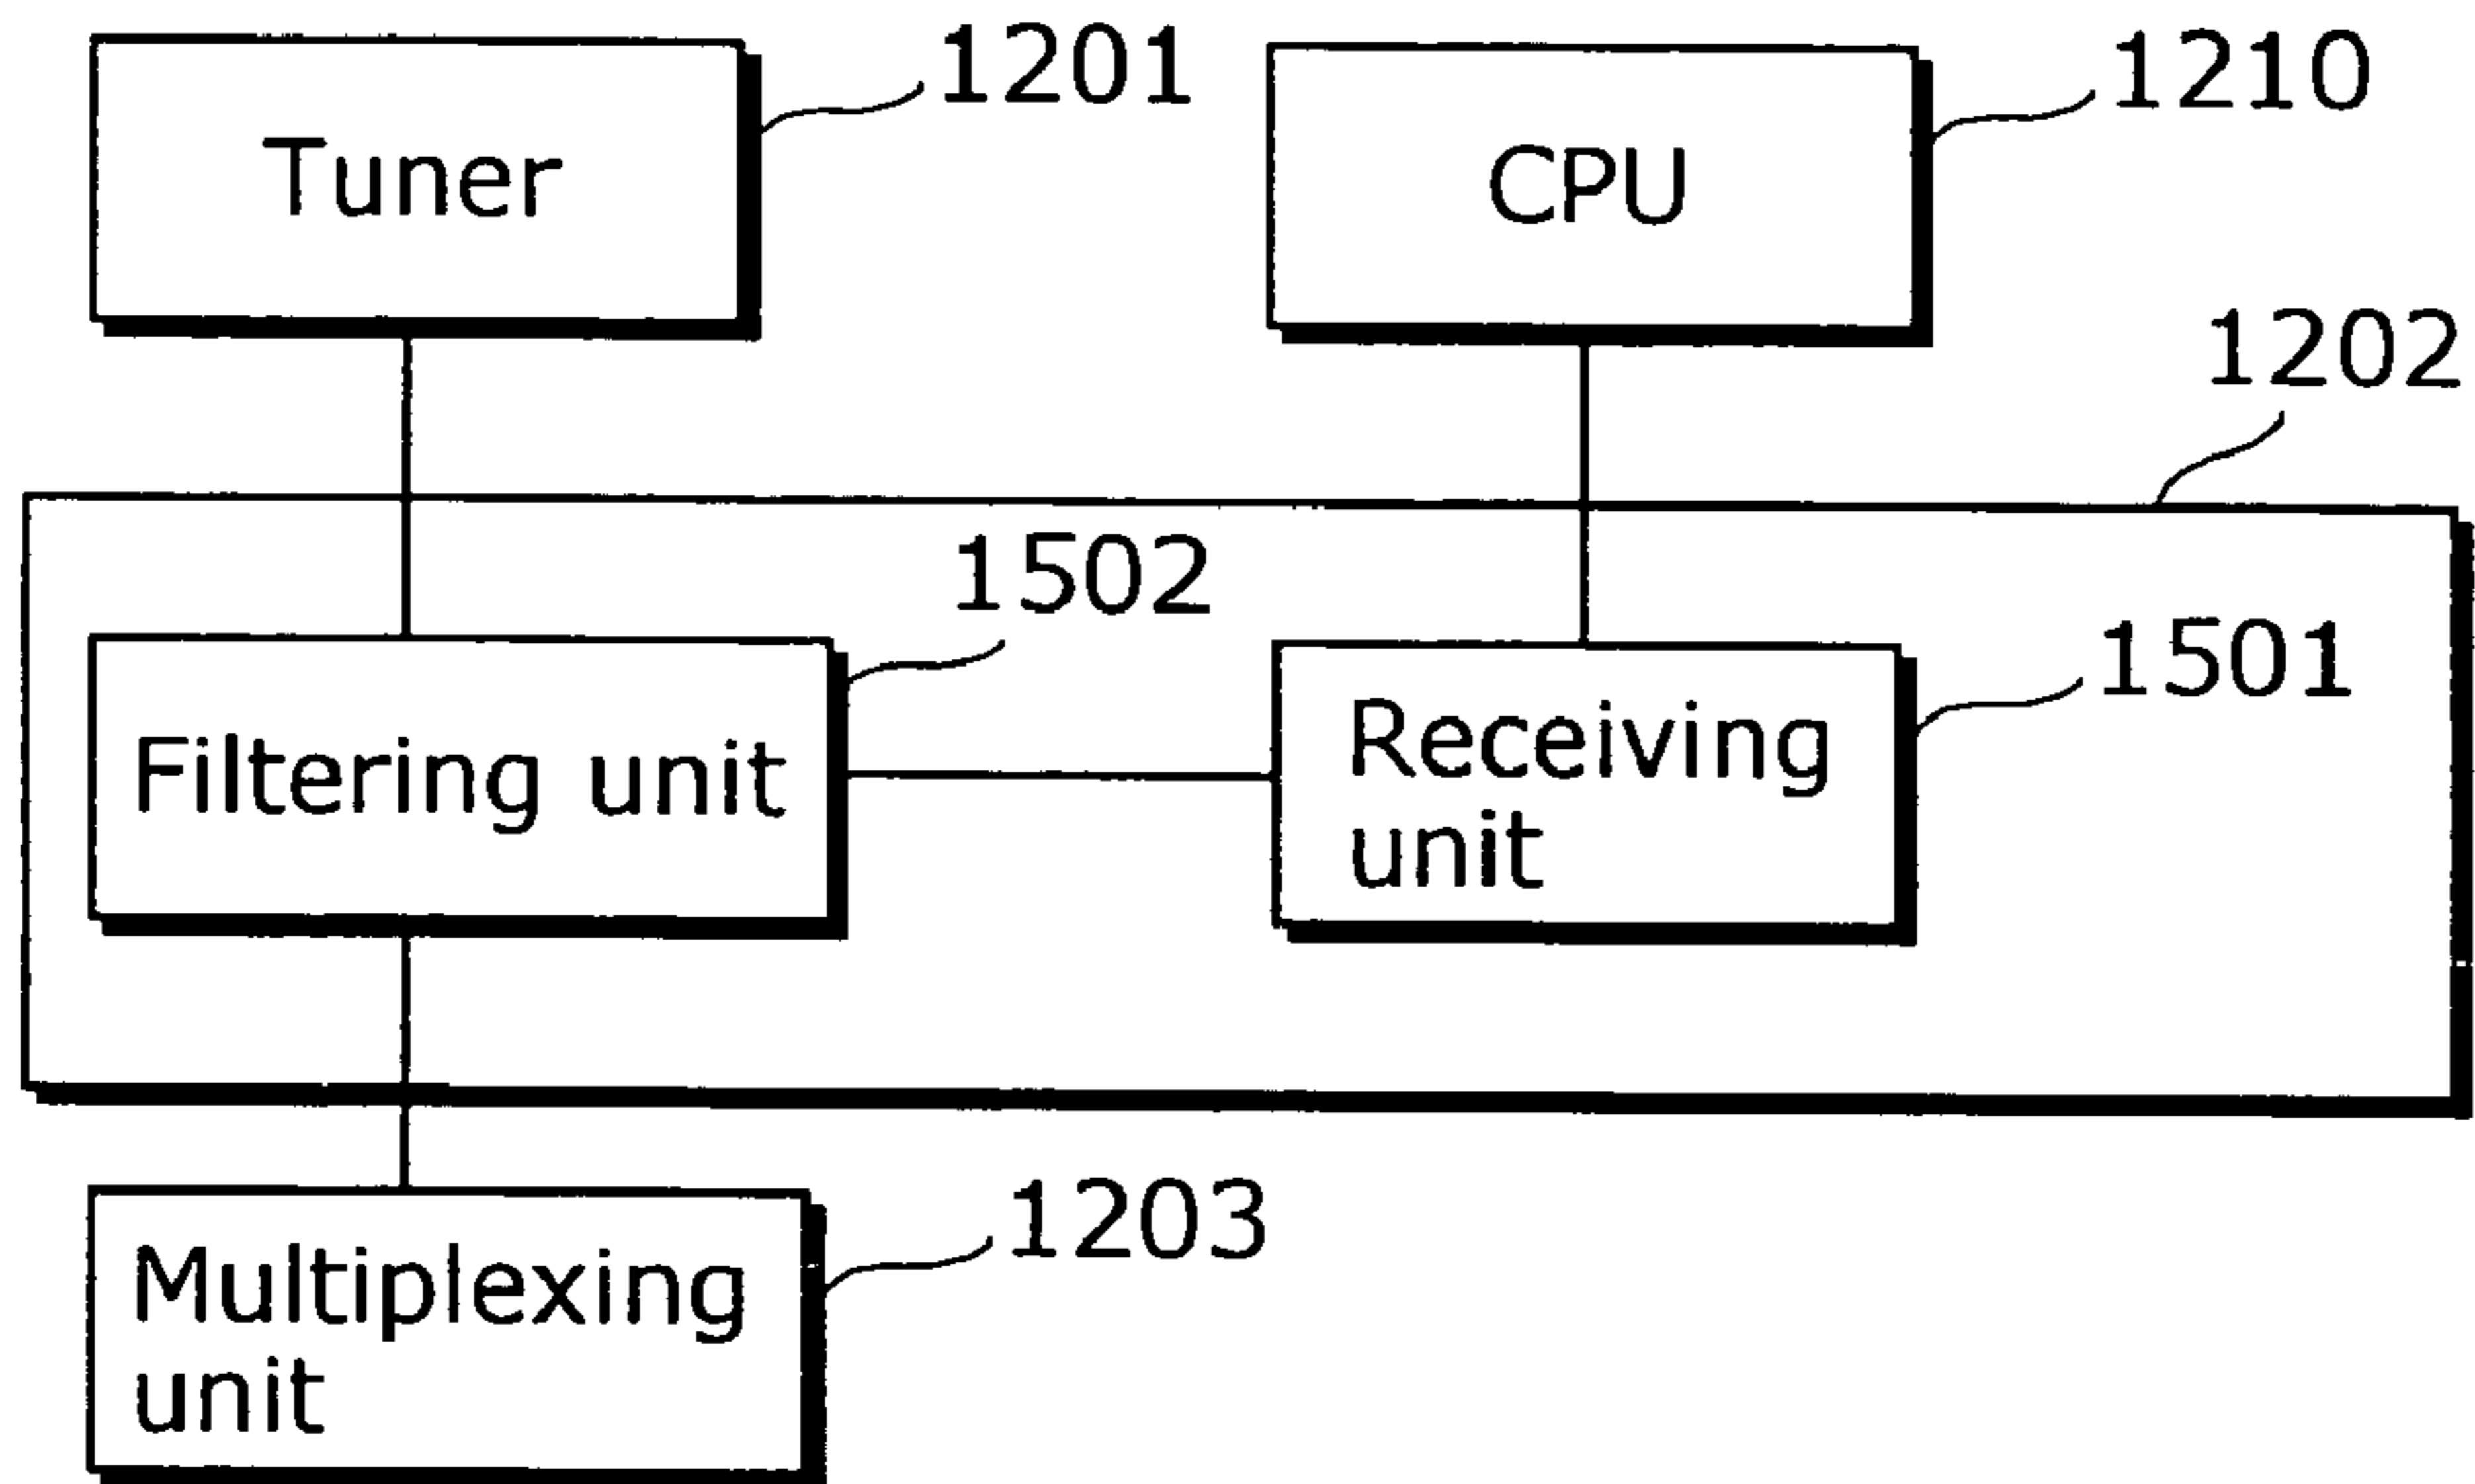 1201
1210
Tuner
CPU
1202
1502
1501
Filtering unit
Receiving
unit
1203
Multiplexing
unit